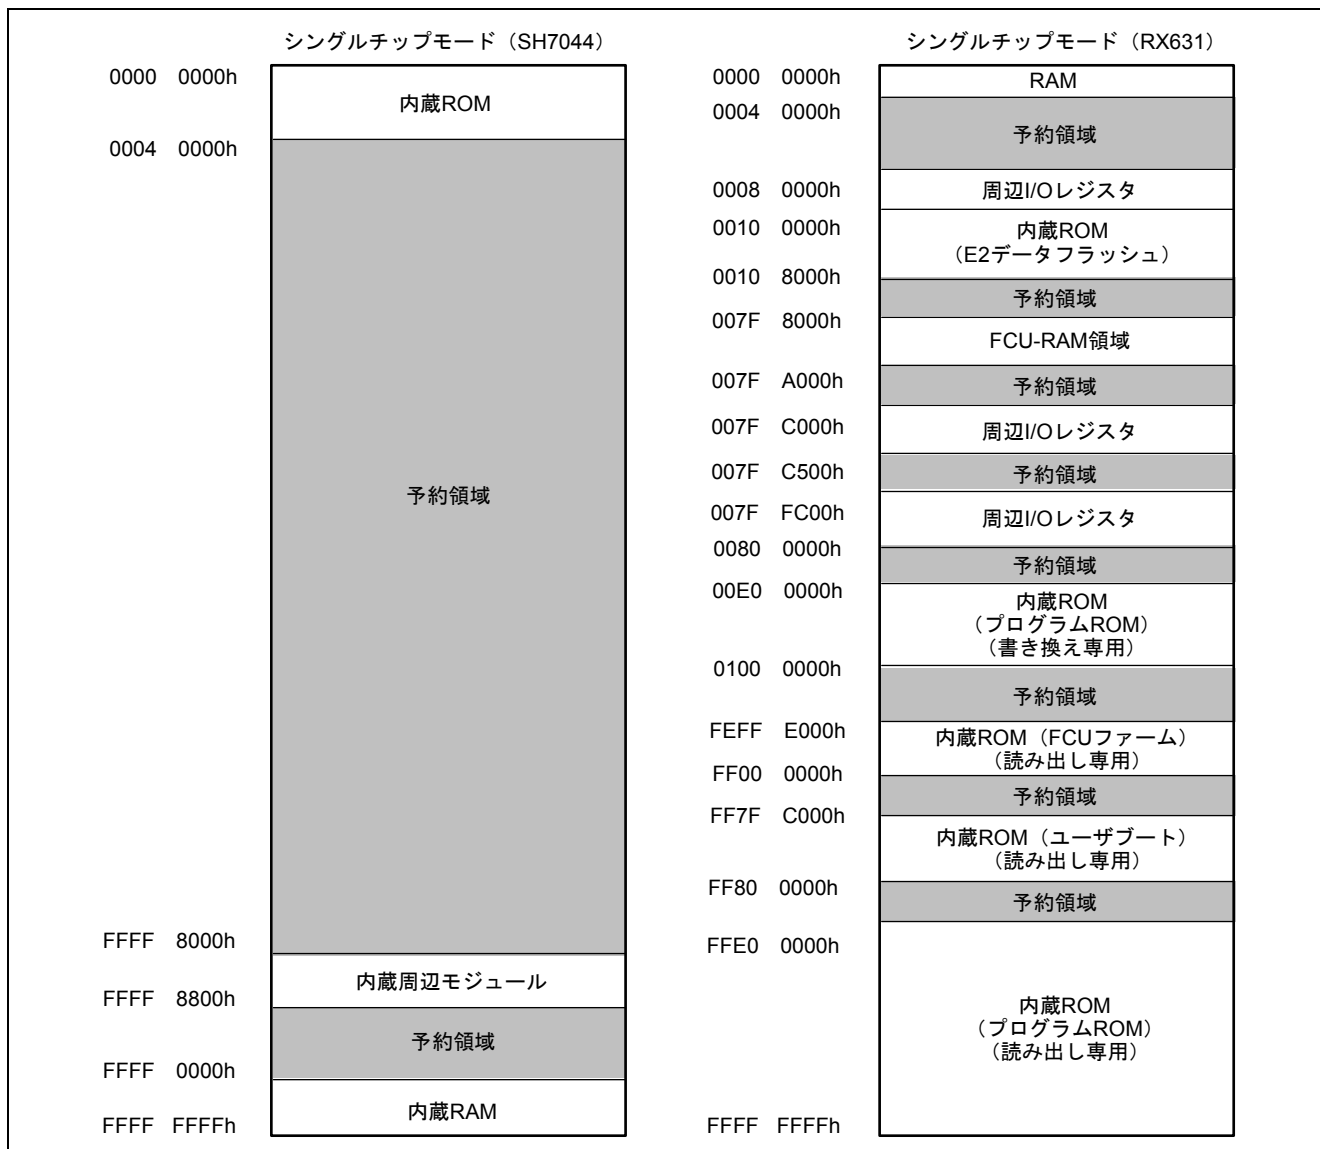 シングルチップモード（SH7044）
0000 0000h
内蔵ROM
0004 0000h
予約領域
FFFF 8000h
内蔵周辺モジュール
FFFF 8800h
予約領域
FFFF 0000h
内蔵RAM
FFFF FFFFh
シングルチップモード（RX631）
0000 0000h
RAM
0004 0000h
予約領域
0008 0000h
周辺I/Oレジスタ
0010 0000h
内蔵ROM
（E2データフラッシュ）
0010 8000h
予約領域
007F 8000h
FCU-RAM領域
007F A000h
予約領域
007F C000h
周辺I/Oレジスタ
007F C500h
予約領域
007F FC00h
周辺I/Oレジスタ
0080 0000h
予約領域
00E0 0000h
内蔵ROM
（プログラムROM）
（書き換え専用）
0100 0000h
予約領域
FEFF E000h
内蔵ROM（FCUファーム）
（読み出し専用）
FF00 0000h
予約領域
FF7F C000h
内蔵ROM（ユーザブート）
（読み出し専用）
FF80 0000h
予約領域
FFE0 0000h
内蔵ROM
（プログラムROM）
（読み出し専用）
FFFF FFFFh